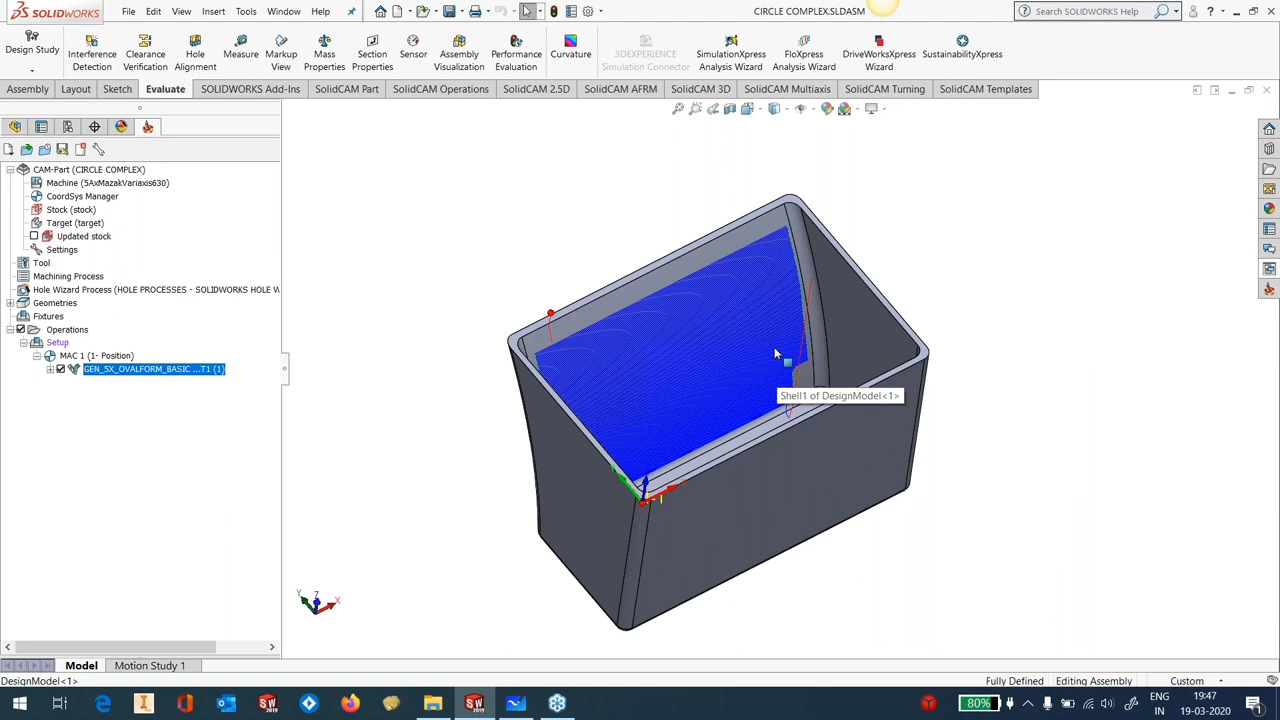 SOLIDWORKS File Edit View Insert Tools Window Help CIRCLE COMPLEX.SLDASM Search SOLIDWORKS Help
Design Study
Interference Detection
Clearance Verification
Hole Alignment
Measure
Markup View
Mass Properties
Section Properties
Sensor
Assembly Visualization
Performance Evaluation
Curvature
3DEXPERIENCE Simulation Connector
SimulationXpress Analysis Wizard
FloXpress Analysis Wizard
DriveWorksXpress Wizard
SustainabilityXpress
Assembly Layout Sketch Evaluate SOLIDWORKS Add-Ins SolidCAM Part SolidCAM Operations SolidCAM 2.5D SolidCAM AFRM SolidCAM 3D SolidCAM Multiaxis SolidCAM Turning SolidCAM Templates
CAM-Part (CIRCLE COMPLEX)
Machine (5AxMazakVariaxis630)
CoordSys Manager
Stock (stock)
Target (target)
Updated stock
Settings
Tool
Machining Process
Hole Wizard Process (HOLE PROCESSES - SOLIDWORKS HOLE W
Geometries
Fixtures
Operations
Setup
MAC 1 (1- Position)
GEN_5X_OVALFORM_BASIC ...T1 (1)
Shell1 of DesignModel<1>
Y Z X
Model Motion Study 1
DesignModel<1> Fully Defined Editing Assembly Custom
80% ENG 19:47
IN 19-03-2020